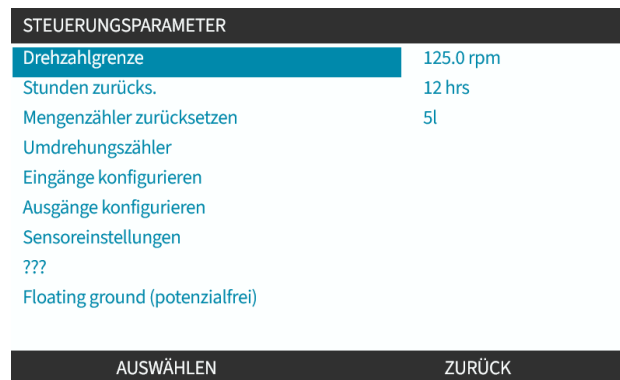 STEUERUNGSPARAMETER
Drehzahlgrenze 125.0 rpm
Stunden zurücks. 12 hrs
Mengenzähler zurücksetzen 5l
Umdrehungszähler
Eingänge konfigurieren
Ausgänge konfigurieren
Sensoreinstellungen
???
Floating ground (potenzialfrei)
AUSWÄHLEN ZURÜCK